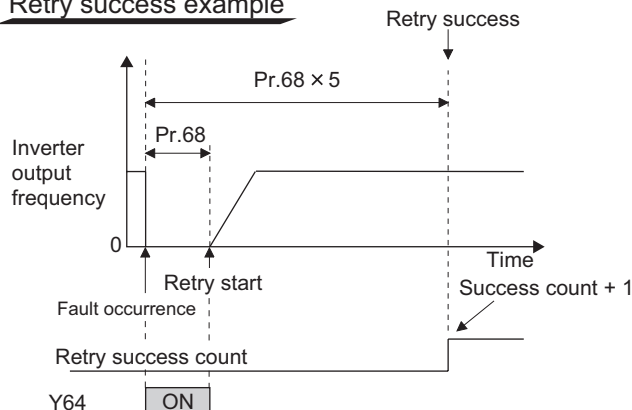 Retry success example
Retry success
Pr.68 × 5
Pr.68
Inverter
output
frequency
0
Time
Retry start
Success count + 1
Fault occurrence
Retry success count
Y64
ON